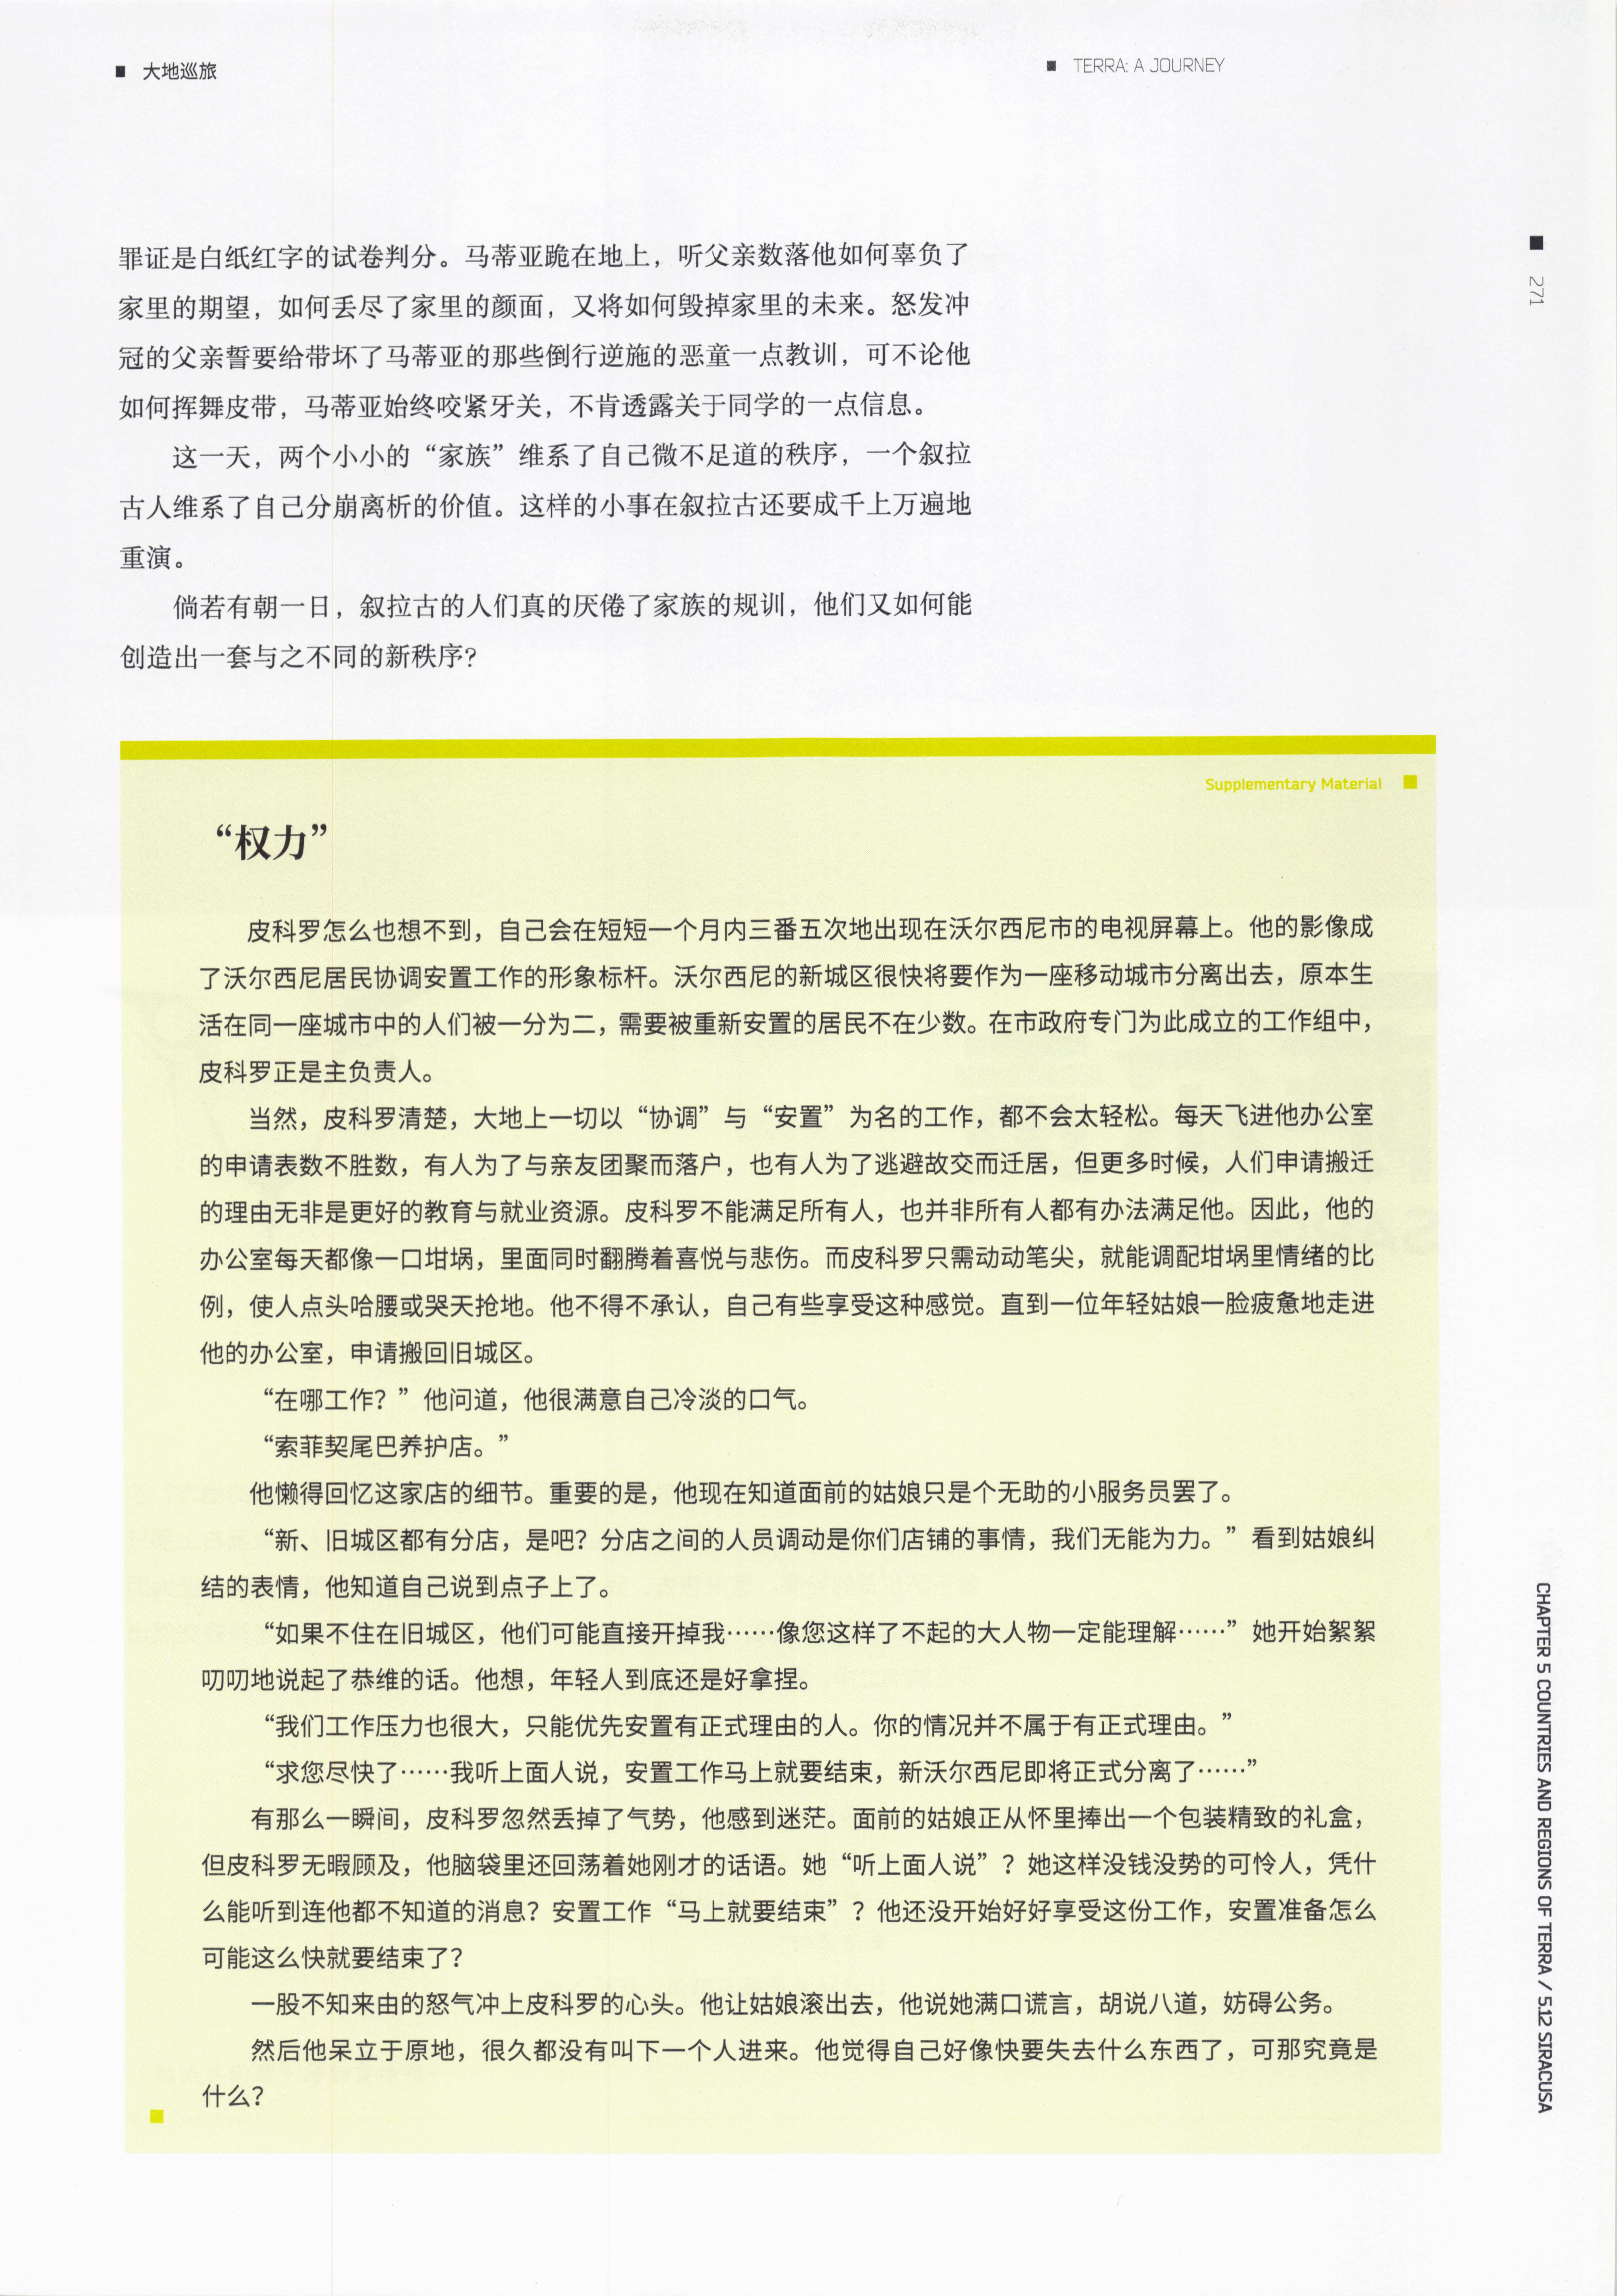 ■ 大地巡旅
■ TERRA: A JOURNEY
■ 271
罪证是白纸红字的试卷判分。马蒂亚跪在地上，听父亲数落他如何辜负了
家里的期望，如何丢尽了家里的颜面，又将如何毁掉家里的未来。怒发冲
冠的父亲誓要给带坏了马蒂亚的那些倒行逆施的恶童一点教训，可不论他
如何挥舞皮带，马蒂亚始终咬紧牙关，不肯透露关于同学的一点信息。
这一天，两个小小的“家族”维系了自己微不足道的秩序，一个叙拉
古人维系了自己分崩离析的价值。这样的小事在叙拉古还要成千上万遍地
重演。
倘若有朝一日，叙拉古的人们真的厌倦了家族的规训，他们又如何能
创造出一套与之不同的新秩序？
Supplementary Material ■
“权力”
皮科罗怎么也想不到，自己会在短短一个月内三番五次地出现在沃尔西尼市的电视屏幕上。他的影像成
了沃尔西尼居民协调安置工作的形象标杆。沃尔西尼的新城区很快将要作为一座移动城市分离出去，原本生
活在同一座城市中的人们被一分为二，需要被重新安置的居民不在少数。在市政府专门为此成立的工作组中，
皮科罗正是主负责人。
当然，皮科罗清楚，大地上一切以“协调”与“安置”为名的工作，都不会太轻松。每天飞进他办公室
的申请表数不胜数，有人为了与亲友团聚而落户，也有人为了逃避故交而迁居，但更多时候，人们申请搬迁
的理由无非是更好的教育与就业资源。皮科罗不能满足所有人，也并非所有人都有办法满足他。因此，他的
办公室每天都像一口坩埚，里面同时翻腾着喜悦与悲伤。而皮科罗只需动动笔尖，就能调配坩埚里情绪的比
例，使人点头哈腰或哭天抢地。他不得不承认，自己有些享受这种感觉。直到一位年轻姑娘一脸疲惫地走进
他的办公室，申请搬回旧城区。
“在哪工作？”他问道，他很满意自己冷淡的口气。
“索菲契尾巴养护店。”
他懒得回忆这家店的细节。重要的是，他现在知道面前的姑娘只是个无助的小服务员罢了。
“新、旧城区都有分店，是吧？分店之间的人员调动是你们店铺的事情，我们无能为力。”看到姑娘纠
结的表情，他知道自己说到点子上了。
“如果不住在旧城区，他们可能直接开掉我……像您这样了不起的大人物一定能理解……”她开始絮絮
叨叨地说起了恭维的话。他想，年轻人到底还是好拿捏。
“我们工作压力也很大，只能优先安置有正式理由的人。你的情况并不属于有正式理由。”
“求您尽快了……我听上面人说，安置工作马上就要结束，新沃尔西尼即将正式分离了……”
有那么一瞬间，皮科罗忽然丢掉了气势，他感到迷茫。面前的姑娘正从怀里捧出一个包装精致的礼盒，
但皮科罗无暇顾及，他脑袋里还回荡着她刚才的话语。她“听上面人说”？她这样没钱没势的可怜人，凭什
么能听到连他都不知道的消息？安置工作“马上就要结束”？他还没开始好好享受这份工作，安置准备怎么
可能这么快就要结束了？
一股不知来由的怒气冲上皮科罗的心头。他让姑娘滚出去，他说她满口谎言，胡说八道，妨碍公务。
然后他呆立于原地，很久都没有叫下一个人进来。他觉得自己好像快要失去什么东西了，可那究竟是
什么？
CHAPTER 5 COUNTRIES AND REGIONS OF TERRA / 5.12 SIRACUSA